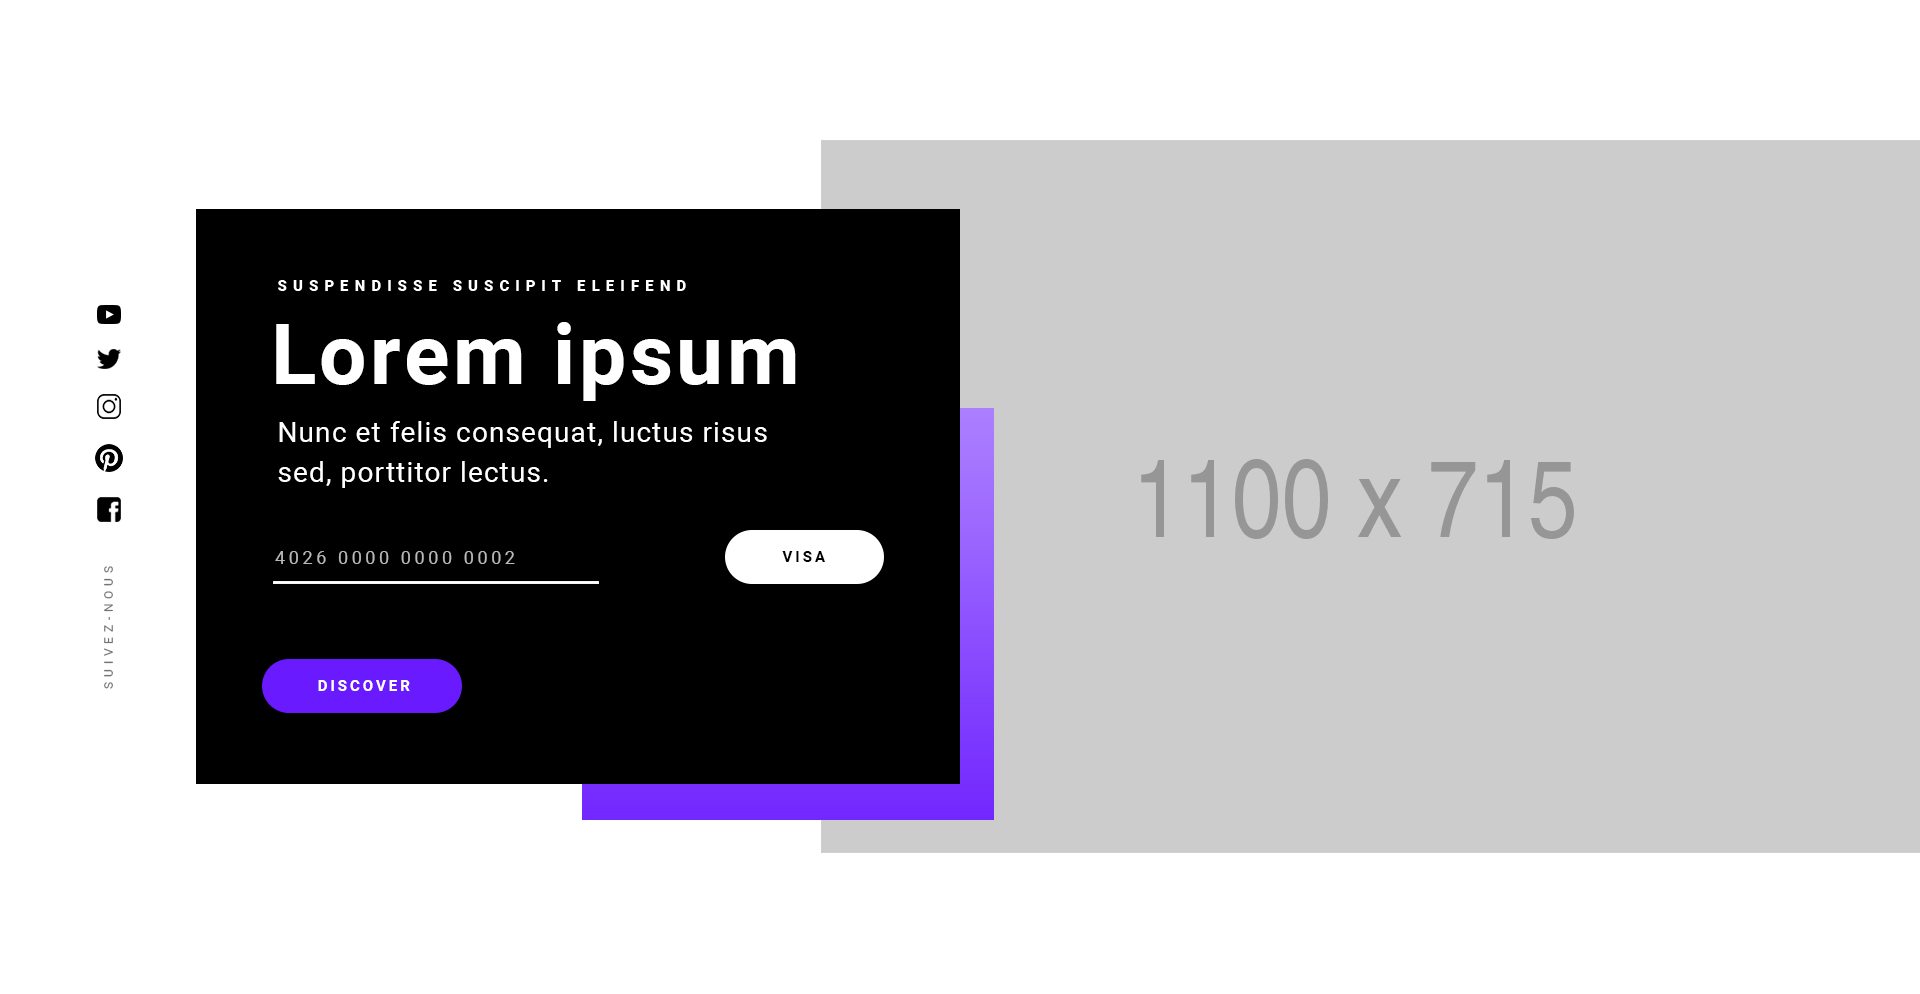 SUSPENDISSE SUSCIPIT ELEIFEND
Lorem ipsum
Nunc et felis consequat, luctus risus
sed, porttitor lectus.
4026 0000 0000 0002
VISA
DISCOVER
SUIVEZ-NOUS
1100 x 715